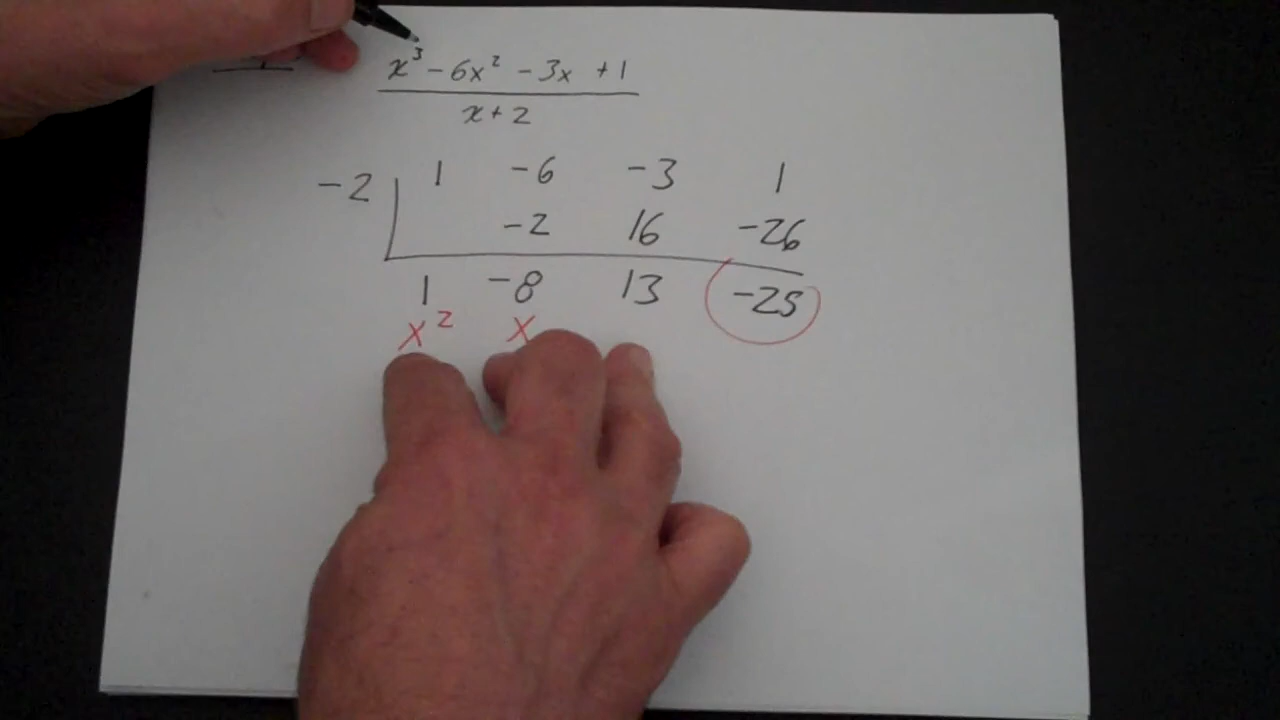 x³ - 6x² - 3x + 1
x + 2
-2 1 -6 -3 1
-2 16 -26
1 -8 13 -25
x² x